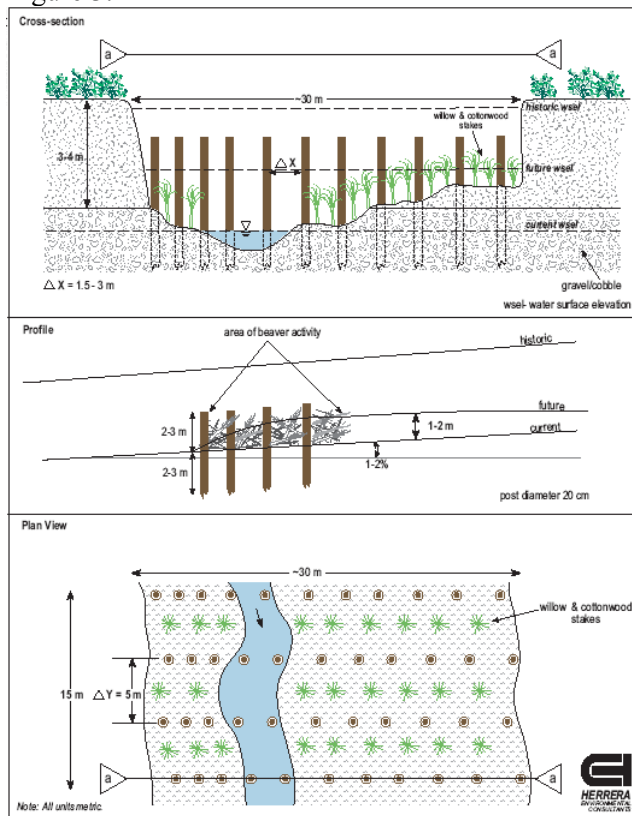 Cross-section
a
a
~30 m
historic wsel
willow & cottonwood
stakes
3-4 m
△ X
future wsel
current wsel
△ X = 1.5 - 3 m
gravel/cobble
wsel- water surface elevation
Profile
area of beaver activity
historic
future
2-3 m
1-2 m
current
2-3 m
1-2%
post diameter 20 cm
Plan View
~30 m
willow & cottonwood
stakes
15 m
△ Y = 5 m
a
a
Note: All units metric.
HERRERA
ENVIRONMENTAL
CONSULTANTS